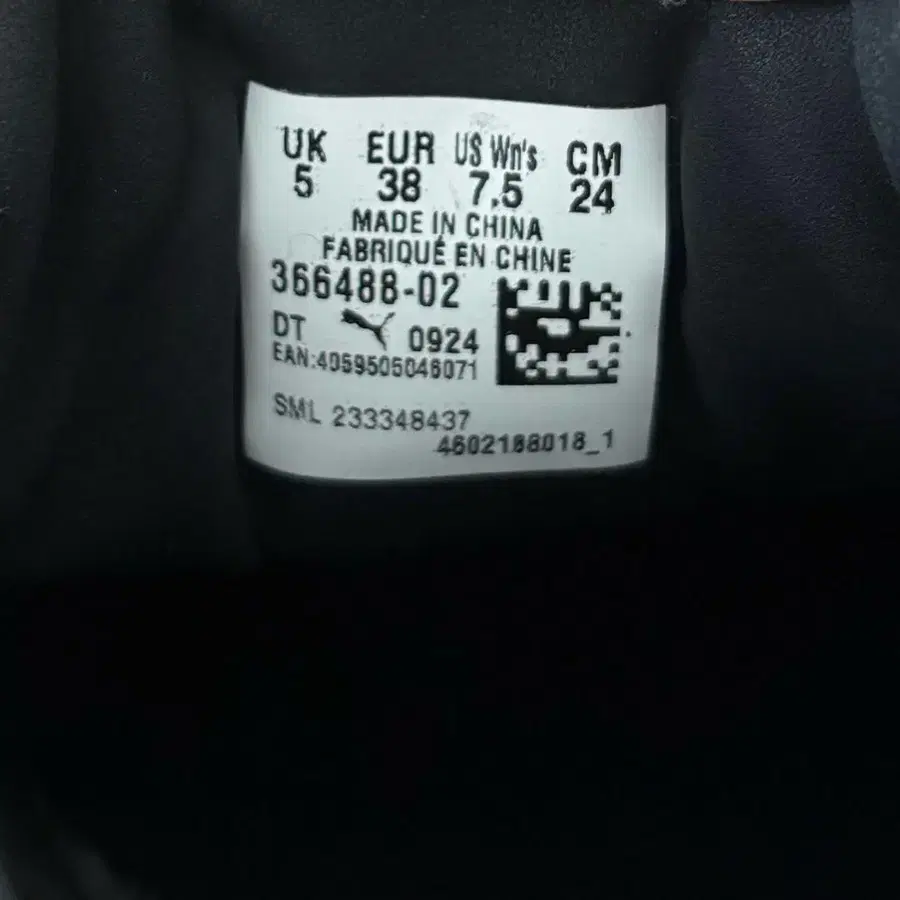 UK EUR US Wn's CM
5 38 7.5 24
MADE IN CHINA
FABRIQUÉ EN CHINE
366488-02
DT 0924
EAN:4059505046071
SML 233348437
4602188018_1